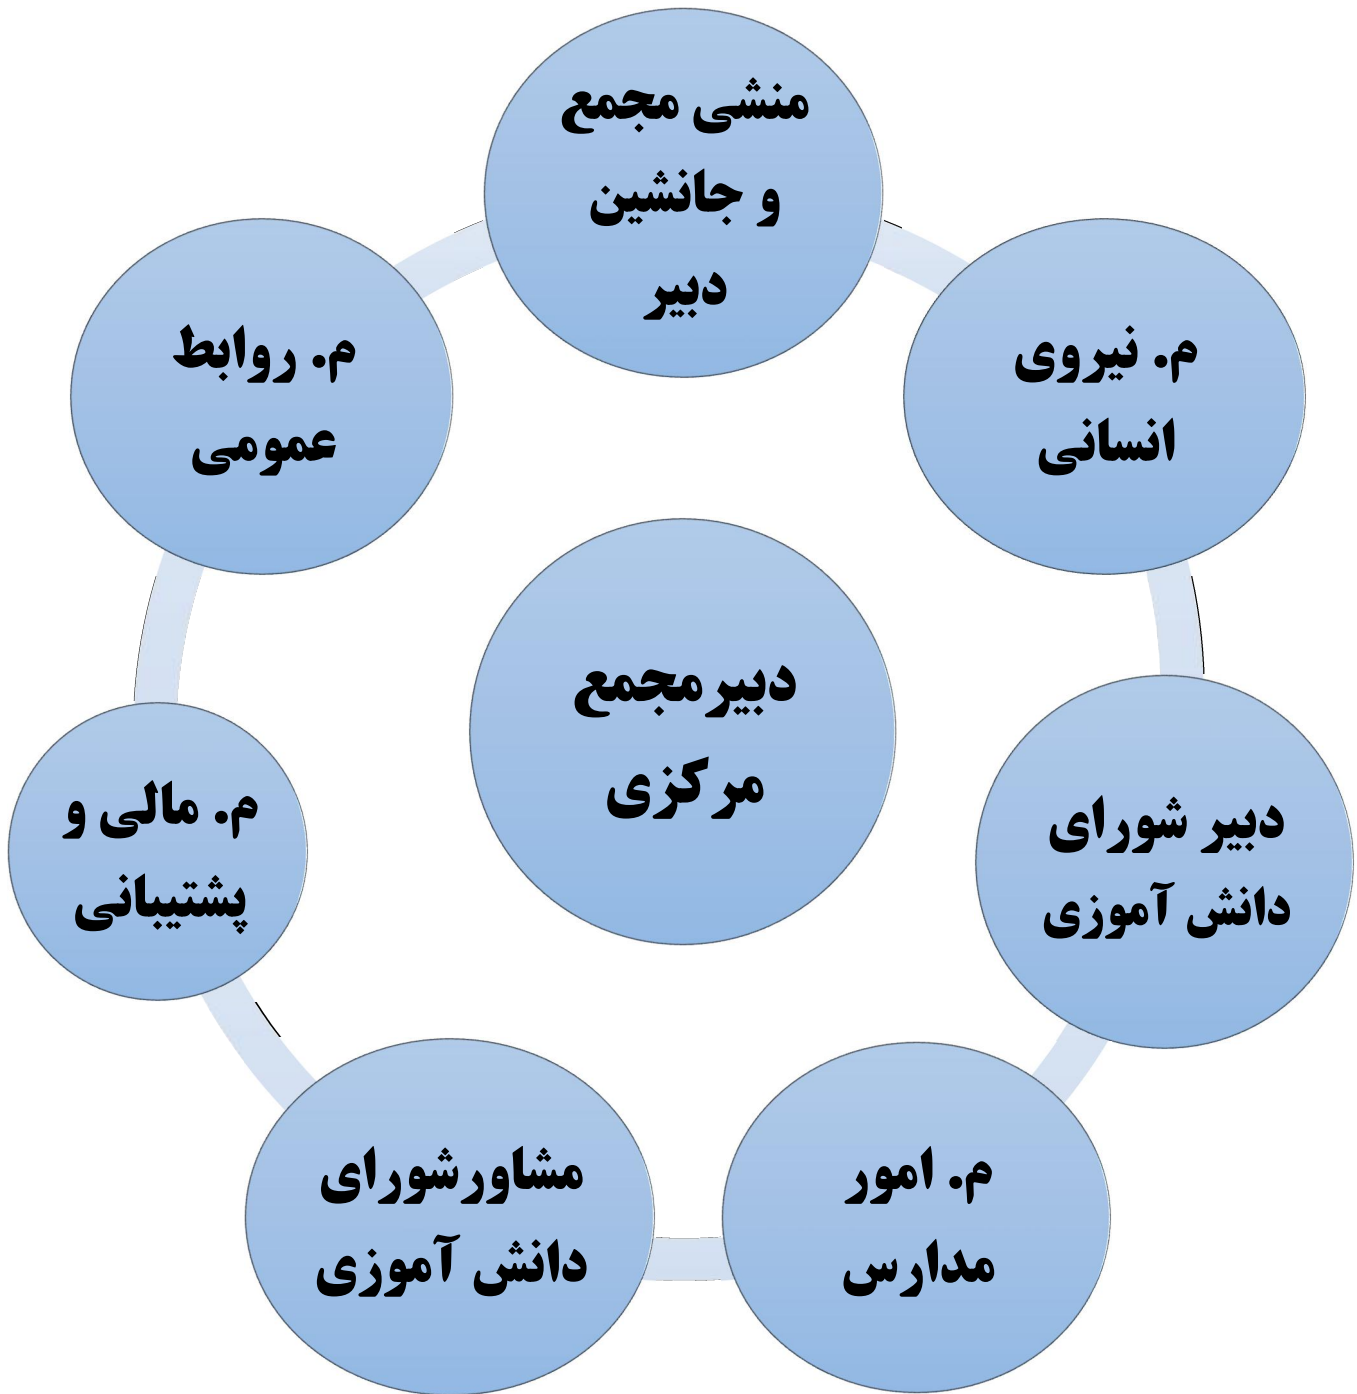 منشی مجمع
و جانشین
دبیر
م. نیروی
انسانی
م. روابط
عمومی
دبیرمجمع
مرکزی
دبیر شورای
دانش آموزی
م. مالی و
پشتیبانی
م. امور
مدارس
مشاورشورای
دانش آموزی